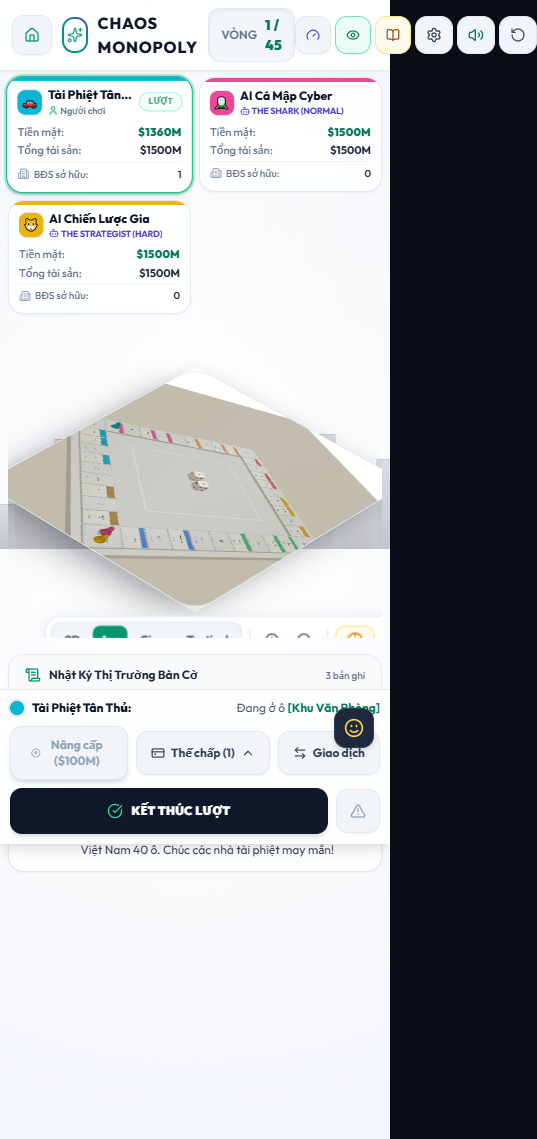 CHAOS
MONOPOLY
VÒNG
1 /
45
Tài Phiệt Tân...
LƯỢT
Người chơi
Tiền mặt: $1360M
Tổng tài sản: $1500M
BĐS sở hữu: 1
AI Cá Mập Cyber
THE SHARK (NORMAL)
Tiền mặt: $1500M
Tổng tài sản: $1500M
BĐS sở hữu: 0
AI Chiến Lược Gia
THE STRATEGIST (HARD)
Tiền mặt: $1500M
Tổng tài sản: $1500M
BĐS sở hữu: 0
Nhật Ký Thị Trường Bàn Cờ
3 bản ghi
Tài Phiệt Tân Thủ:
Đang ở ô [Khu Văn Phòng]
Nâng cấp
($100M)
Thế chấp (1)
Giao dịch
KẾT THÚC LƯỢT
Việt Nam 40 ô. Chúc các nhà tài phiệt may mắn!